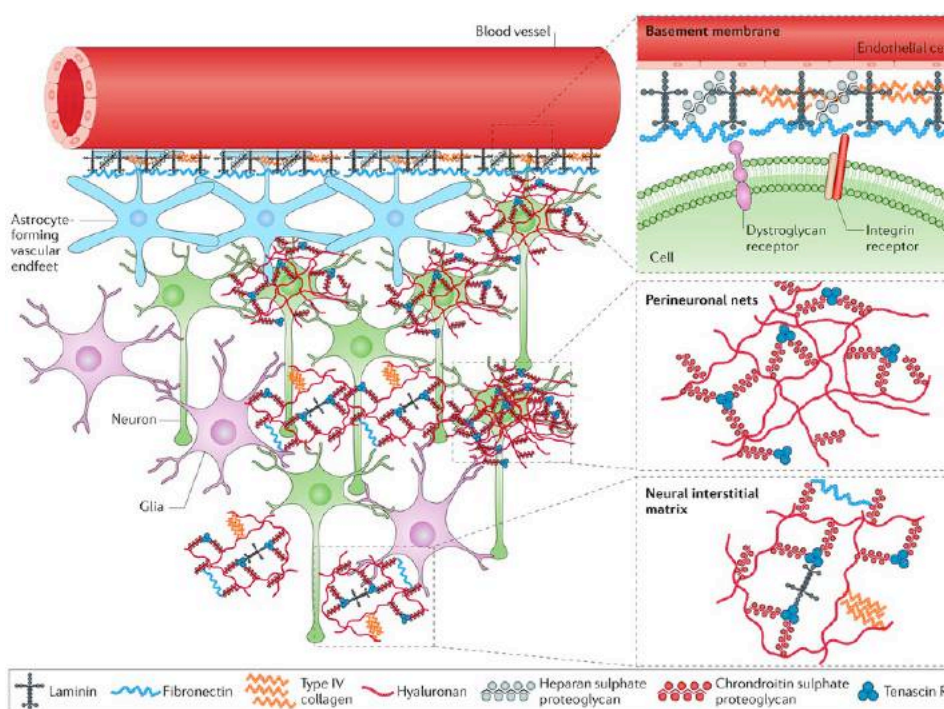 Blood vessel
Basement membrane
Endothelial ce
Astrocyte-
forming
vascular
endfeet
Dystroglycan
receptor
Integrin
receptor
Cell
Perineuronal nets
Neuron
Glia
Neural interstitial
matrix
Laminin
Fibronectin
Type IV
collagen
Hyaluronan
Heparan sulphate
proteoglycan
Chrondroitin sulphate
proteoglycan
Tenascin R